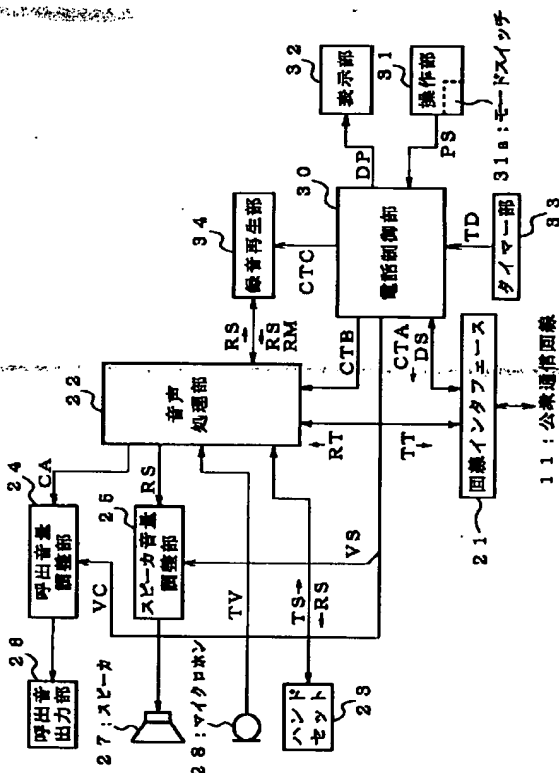 32
表示部
31
操作部
31a:モードスイッチ
DP
PS
30
電話制御部
34
録音再生部
CTC
TD
タイマー部
33
RS
RS
RM
CTB
CTA
DS
22
音声
処理部
RT
TT
回線インタフェース
21
11:公衆通信回線
24
呼出音量
調整部
CA
RS
25
スピーカ音量
調整部
VC
VS
TV
TS
RS
26
呼出音
出力部
27:スピーカ
28:マイクロホン
ハンド
セット
23